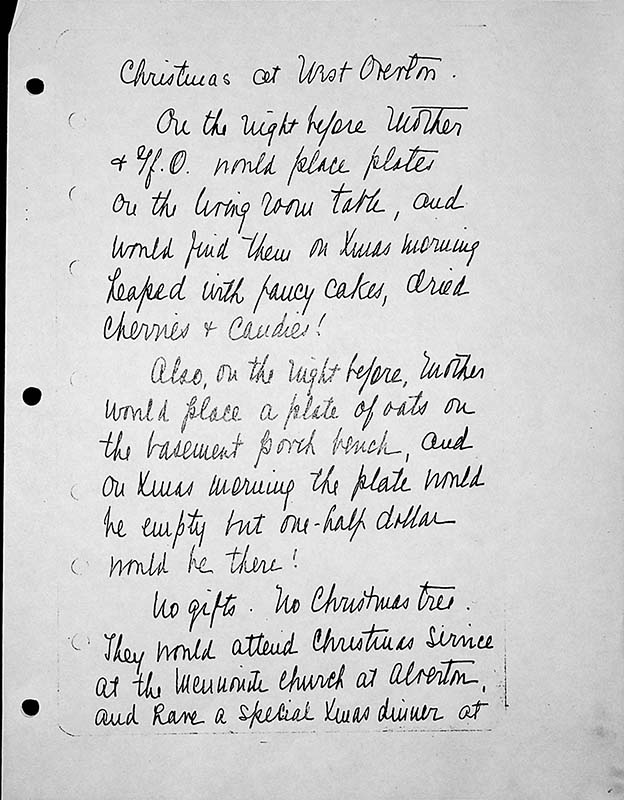 Christmas at West Overton.
On the night before Mother
& H.O. would place plates
on the living room table, and
would find them on Xmas morning
heaped with fancy cakes, dried
cherries & candies!
Also, on the night before, Mother
would place a plate of oats on
the basement porch bench, and
on Xmas morning the plate would
be empty but one-half dollar
would be there!
No gifts. No Christmas tree.
They would attend Christmas Service
at the Mennonite Church at Alverton,
and have a special Xmas dinner at